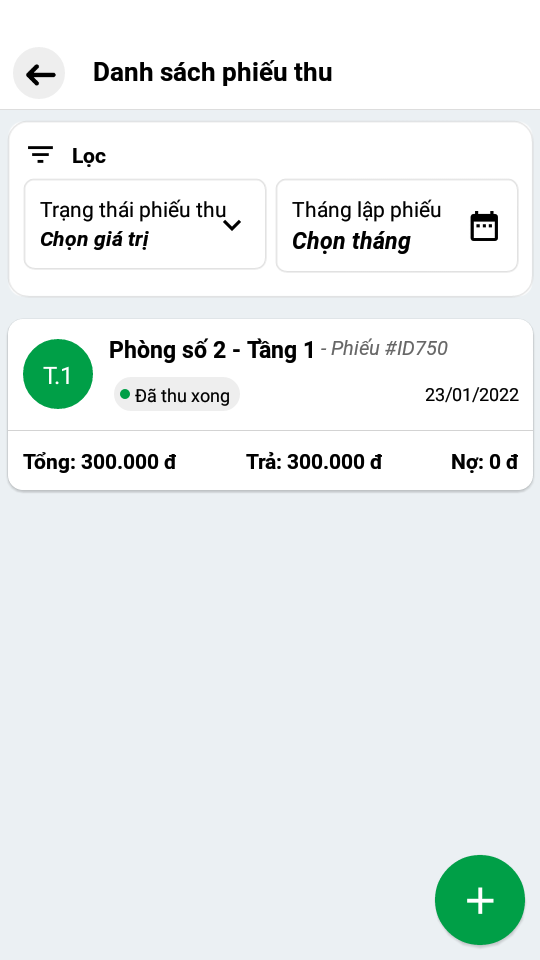 Danh sách phiếu thu
Lọc
Trạng thái phiếu thu
Chọn giá trị
Tháng lập phiếu
Chọn tháng
T.1
Phòng số 2 - Tầng 1 - Phiếu #ID750
Đã thu xong
23/01/2022
Tổng: 300.000 đ
Trả: 300.000 đ
Nợ: 0 đ